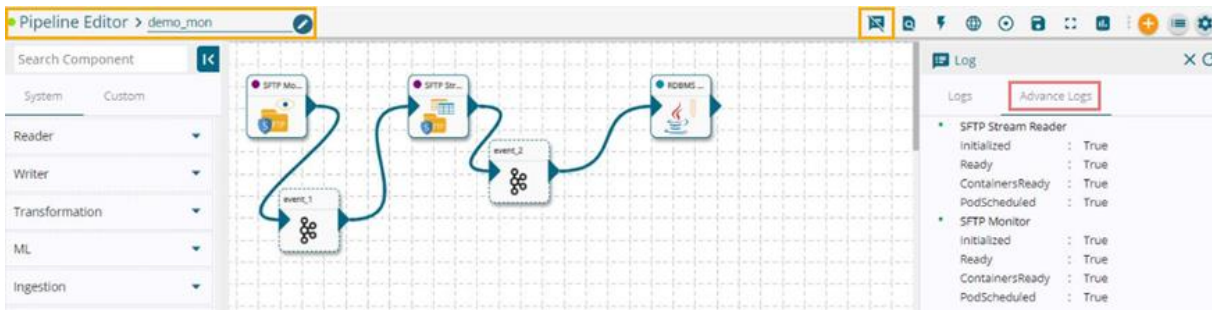 Pipeline Editor > demo_mon
Search Component
System Custom
Reader
Writer
Transformation
ML
Ingestion
SFTP Mo...
SFTP Str...
RDBMS ...
event_2
event_1
SFTP
SFTP
Log
Logs Advance Logs
SFTP Stream Reader
Initialized : True
Ready : True
ContainersReady : True
PodScheduled : True
SFTP Monitor
Initialized : True
Ready : True
ContainersReady : True
PodScheduled : True